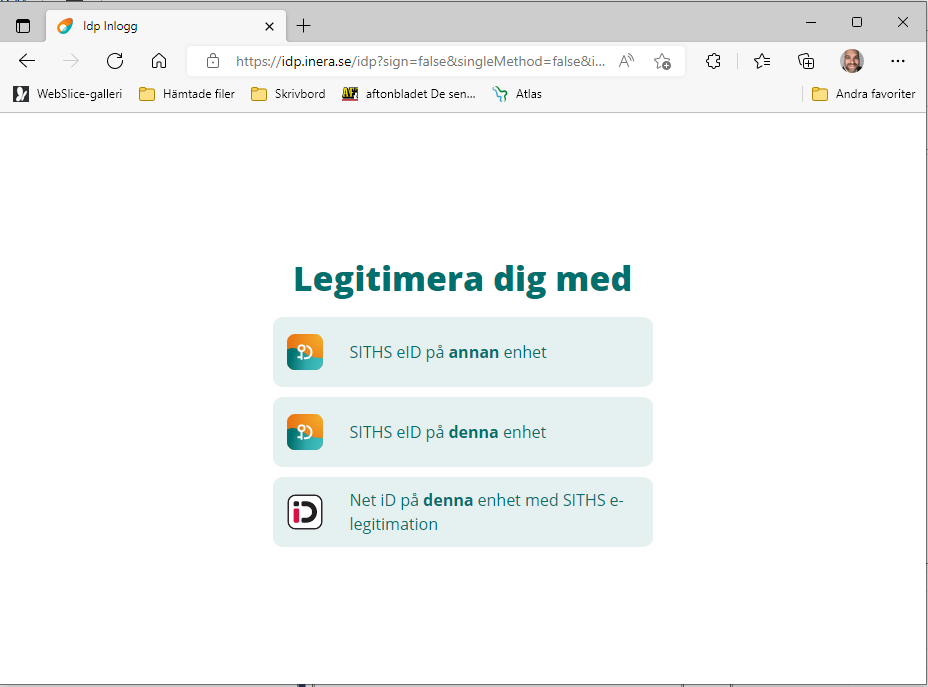 Idp Inlogg
https://idp.inera.se/idp?sign=false&singleMethod=false&i...
WebSlice-galleri
Hämtade filer
Skrivbord
aftonbladet De sen...
Atlas
Andra favoriter
Legitimera dig med
SITHS eID på annan enhet
SITHS eID på denna enhet
Net iD på denna enhet med SITHS e-
legitimation